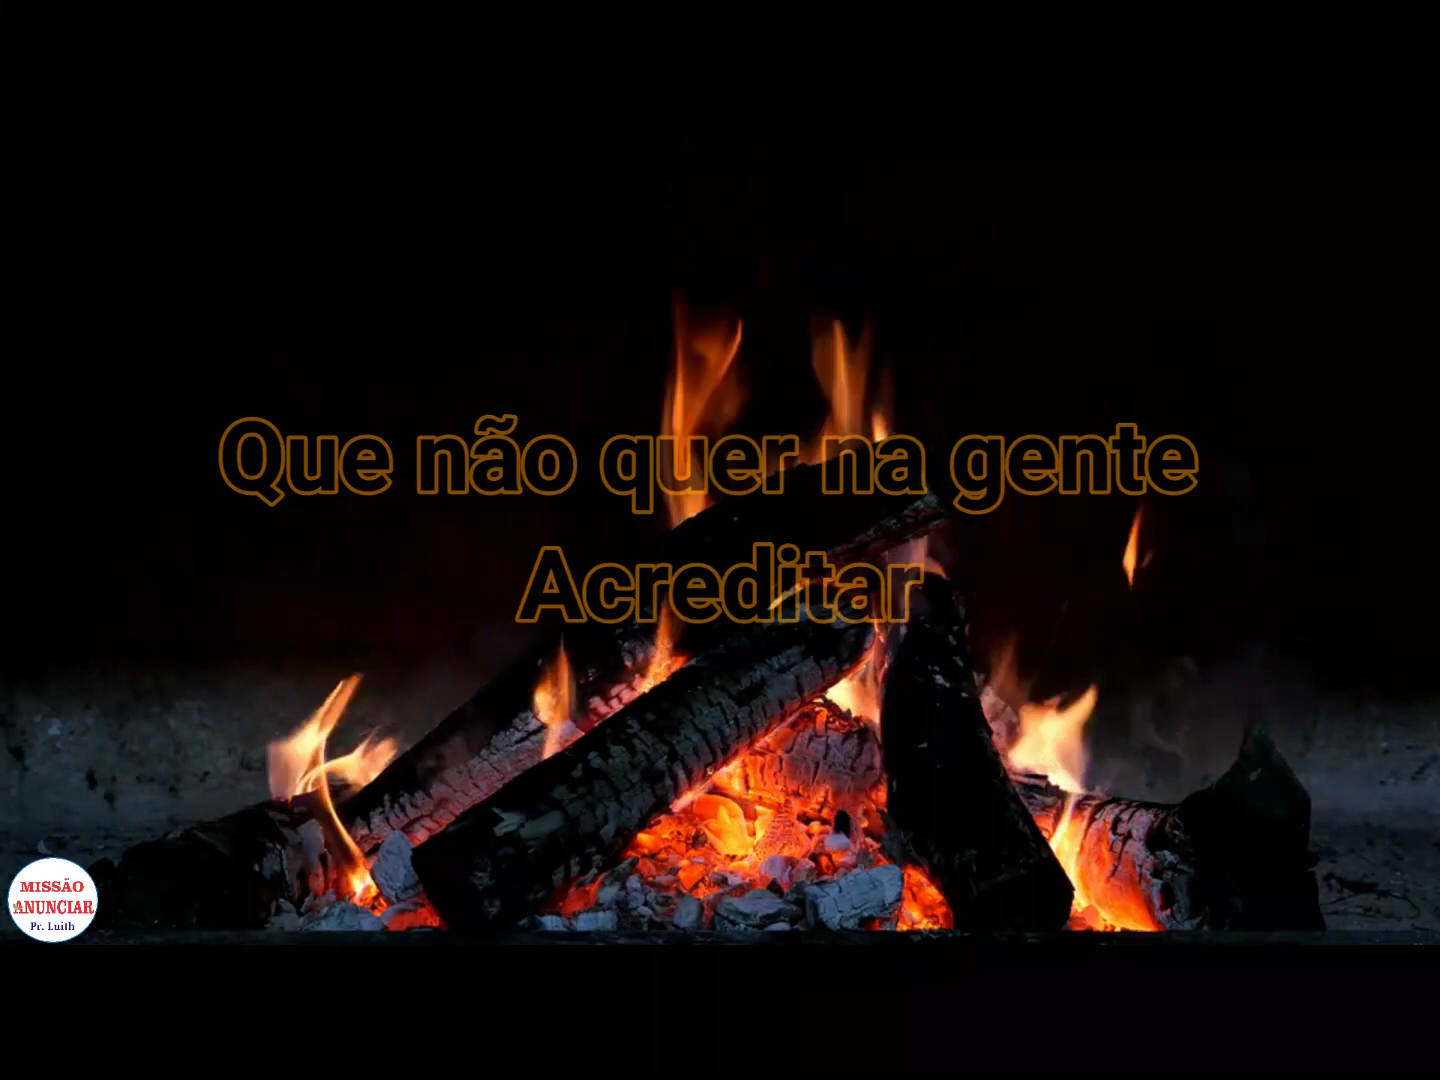 Que não quer na gente
Acreditar
MISSÃO
ANUNCIAR
Pr. Luith